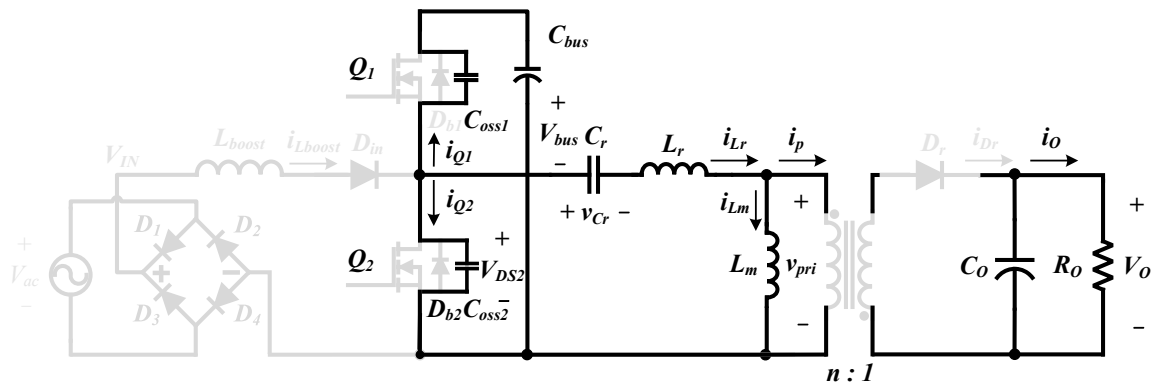 C_bus
Q_1
D_b1 C_oss1
+
V_bus
−
C_r
L_r
i_Lr
i_p
D_r
i_Dr
i_O
L_boost
i_Lboost
D_in
V_IN
i_Q1
i_Q2
+ v_Cr −
i_Lm
+
+
D_1
D_2
+
V_ac
−
+
−
Q_2
+
V_DS2
−
L_m
v_pri
C_O
R_O
V_O
D_3
D_4
D_b2 C_oss2
−
−
n : 1